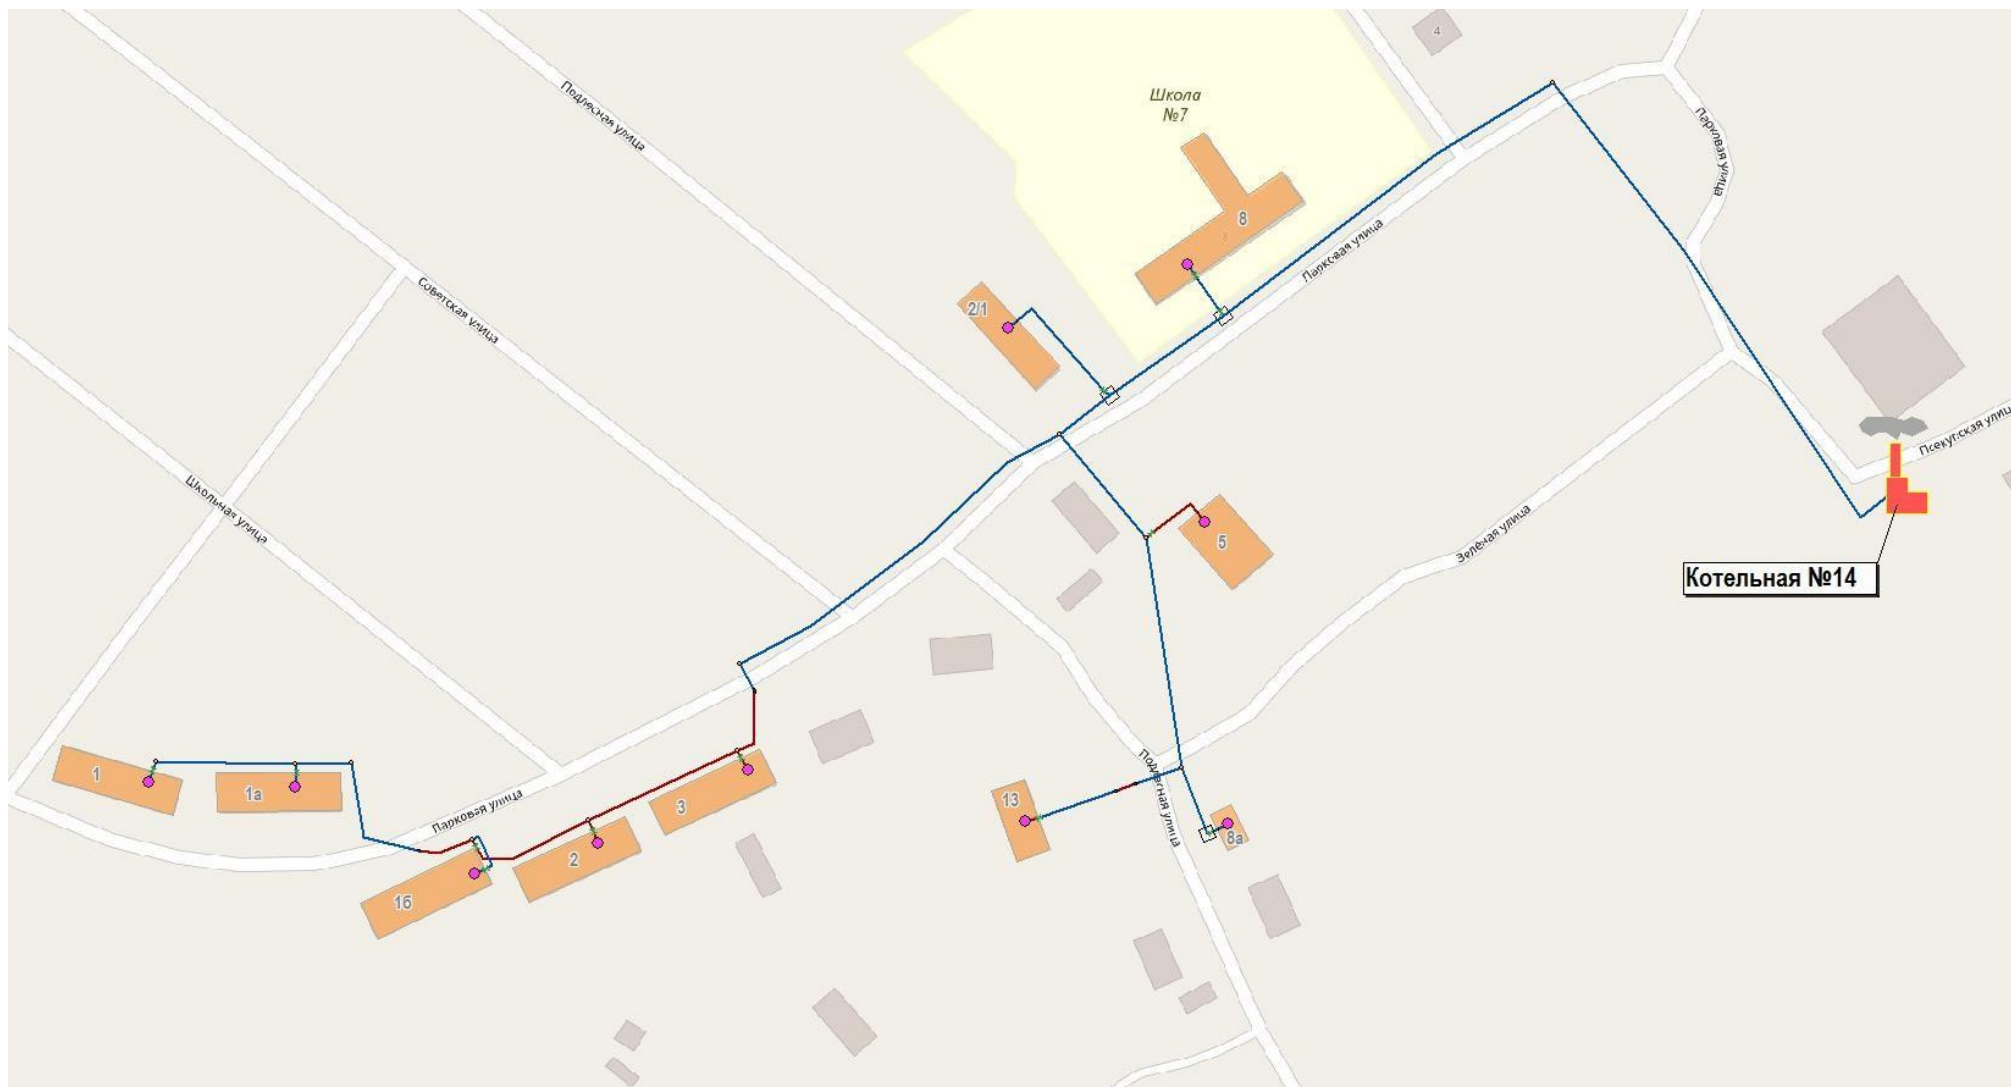 4
Подлесная улица
Школа
№7
Парковая улица
8
Парковая улица
2/1
Советская улица
Псекупская улица
Школьная улица
5
Зелёная улица
Котельная №14
1
1а
Парковая улица
3
13
Подлесная улица
8а
2
1б